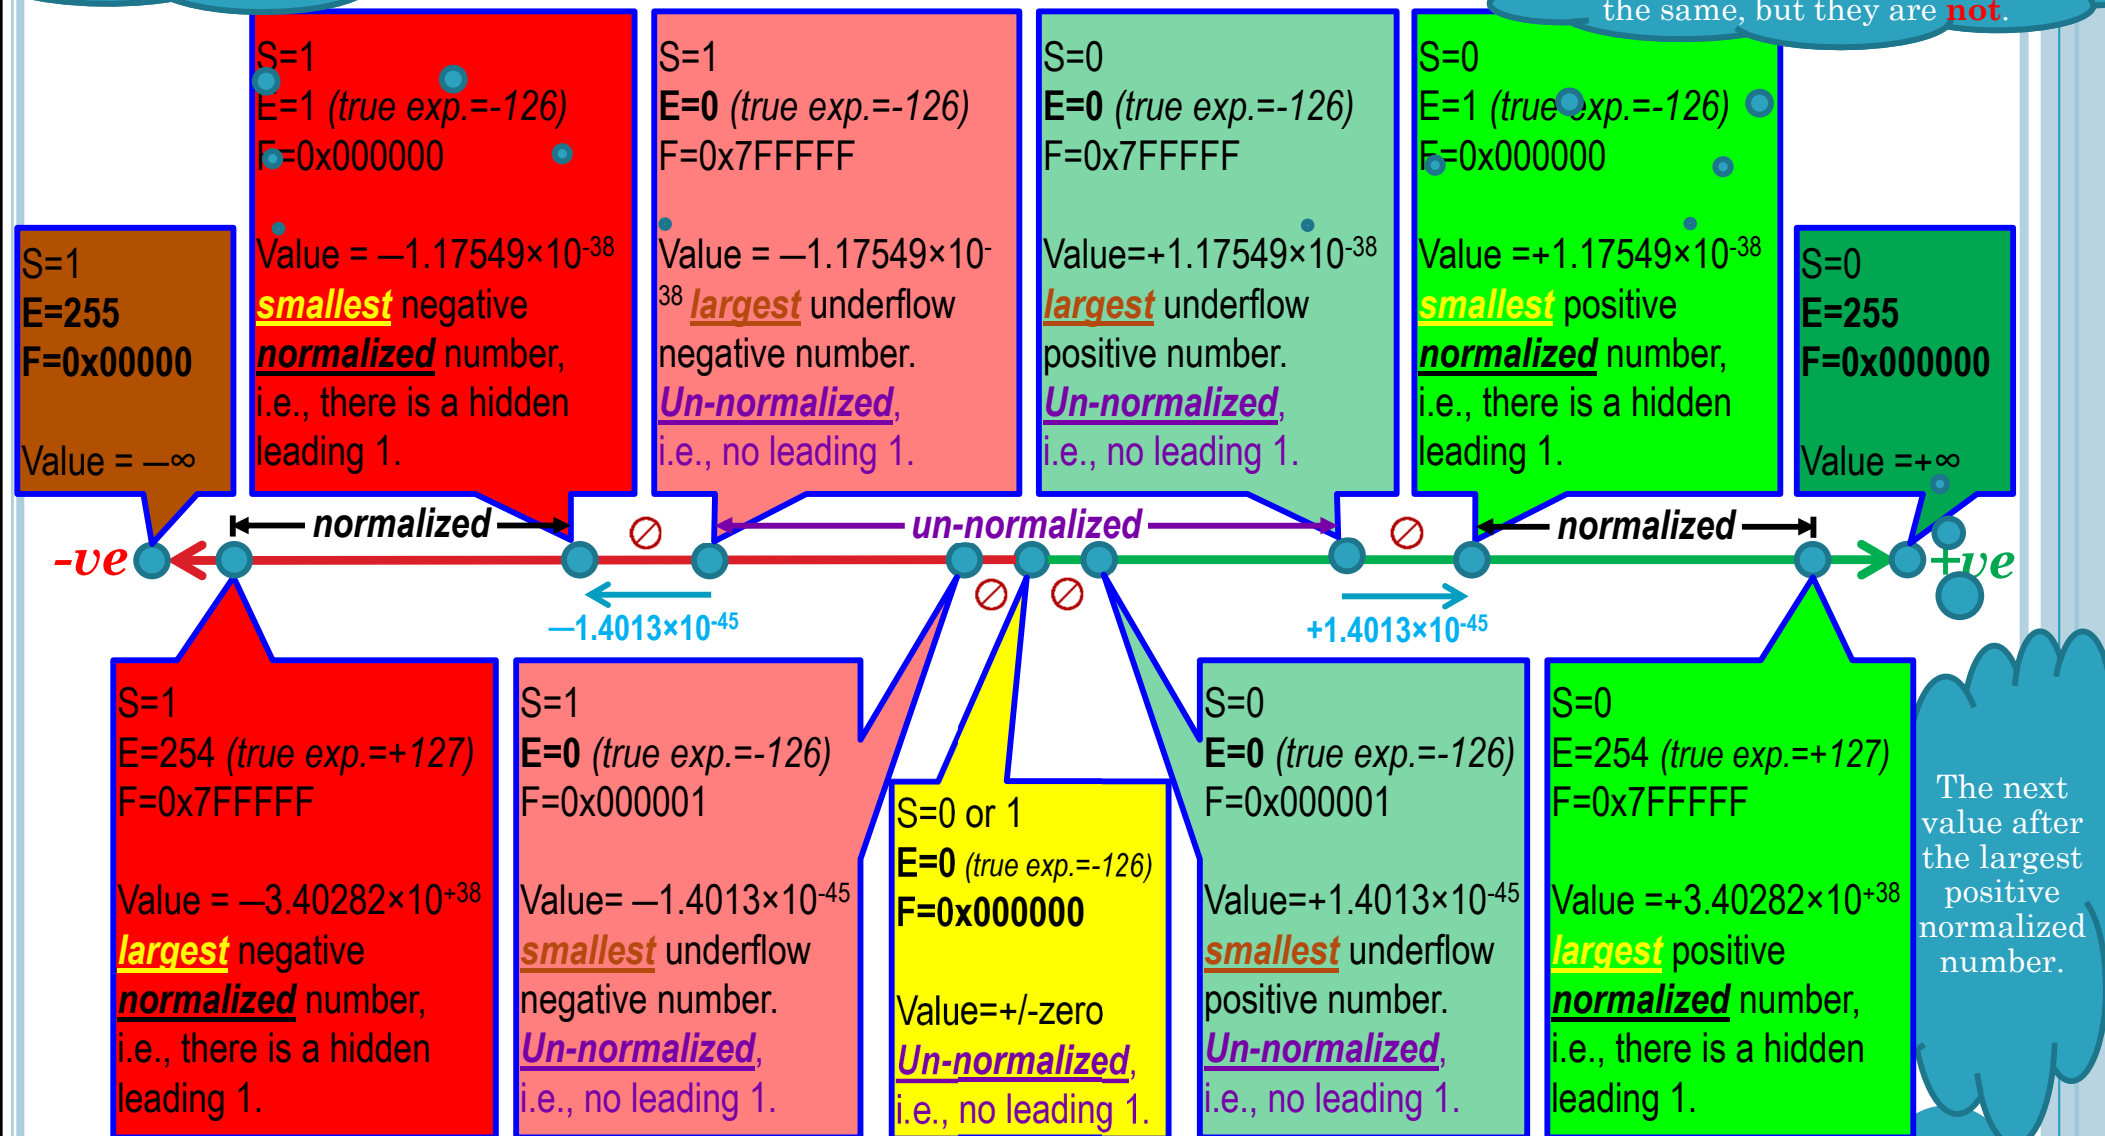 the same, but they are not.
S=1
E=1 (true exp.=-126)
F=0x000000
Value = —1.17549×10-38
smallest negative
normalized number,
i.e., there is a hidden
leading 1.
S=1
E=0 (true exp.=-126)
F=0x7FFFFF
Value = —1.17549×10-
38 largest underflow
negative number.
Un-normalized,
i.e., no leading 1.
S=0
E=0 (true exp.=-126)
F=0x7FFFFF
Value=+1.17549×10-38
largest underflow
positive number.
Un-normalized,
i.e., no leading 1.
S=0
E=1 (true exp.=-126)
F=0x000000
Value =+1.17549×10-38
smallest positive
normalized number,
i.e., there is a hidden
leading 1.
S=1
E=255
F=0x00000
Value = —∞
S=0
E=255
F=0x000000
Value =+∞
normalized
un-normalized
normalized
-ve
+ve
—1.4013×10-45
+1.4013×10-45
S=1
E=254 (true exp.=+127)
F=0x7FFFFF
Value = —3.40282×10+38
largest negative
normalized number,
i.e., there is a hidden
leading 1.
S=1
E=0 (true exp.=-126)
F=0x000001
Value= —1.4013×10-45
smallest underflow
negative number.
Un-normalized,
i.e., no leading 1.
S=0 or 1
E=0 (true exp.=-126)
F=0x000000
Value=+/-zero
Un-normalized,
i.e., no leading 1.
S=0
E=0 (true exp.=-126)
F=0x000001
Value=+1.4013×10-45
smallest underflow
positive number.
Un-normalized,
i.e., no leading 1.
S=0
E=254 (true exp.=+127)
F=0x7FFFFF
Value =+3.40282×10+38
largest positive
normalized number,
i.e., there is a hidden
leading 1.
The next
value after
the largest
positive
normalized
number.